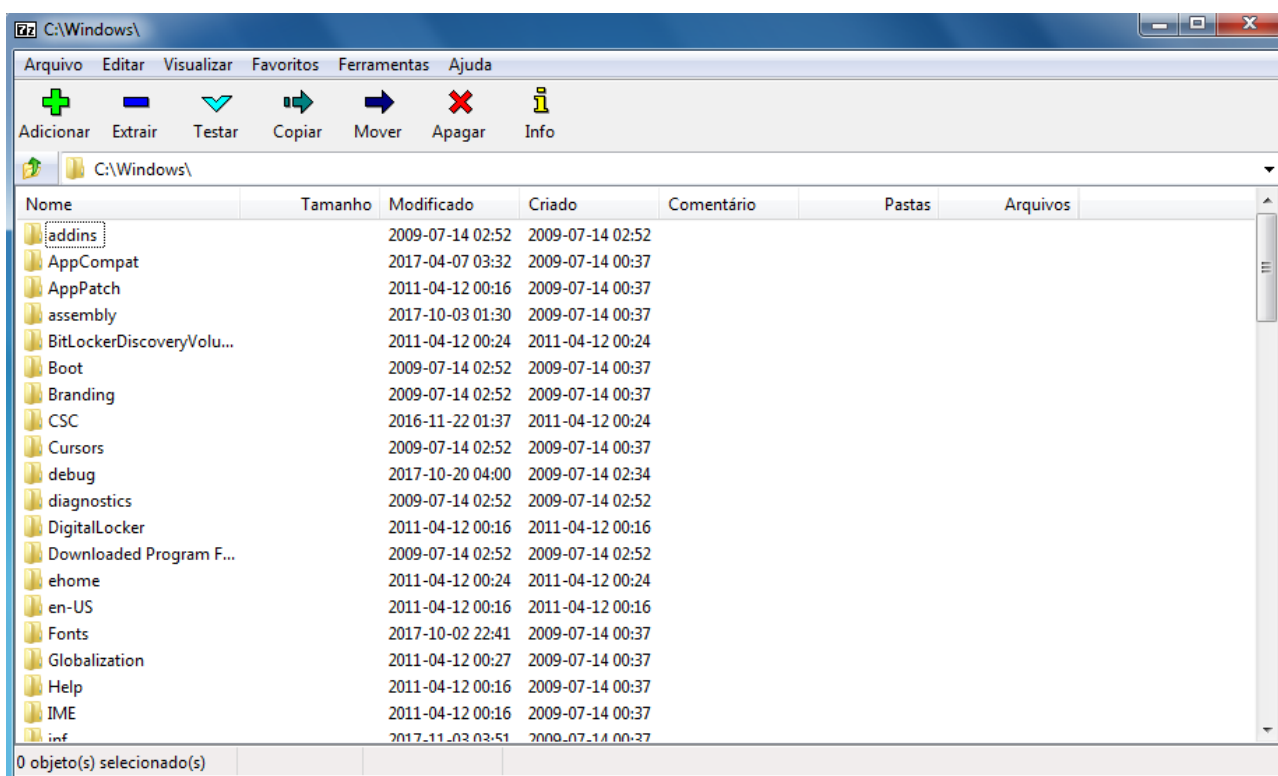 7z C:\Windows\
Arquivo Editar Visualizar Favoritos Ferramentas Ajuda
Adicionar Extrair Testar Copiar Mover Apagar Info
C:\Windows\
Nome Tamanho Modificado Criado Comentário Pastas Arquivos
addins 2009-07-14 02:52 2009-07-14 02:52
AppCompat 2017-04-07 03:32 2009-07-14 00:37
AppPatch 2011-04-12 00:16 2009-07-14 00:37
assembly 2017-10-03 01:30 2009-07-14 00:37
BitLockerDiscoveryVolu... 2011-04-12 00:24 2011-04-12 00:24
Boot 2009-07-14 02:52 2009-07-14 00:37
Branding 2009-07-14 02:52 2009-07-14 00:37
CSC 2016-11-22 01:37 2011-04-12 00:24
Cursors 2009-07-14 02:52 2009-07-14 00:37
debug 2017-10-20 04:00 2009-07-14 02:34
diagnostics 2009-07-14 02:52 2009-07-14 02:52
DigitalLocker 2011-04-12 00:16 2011-04-12 00:16
Downloaded Program F... 2009-07-14 02:52 2009-07-14 02:52
ehome 2011-04-12 00:24 2011-04-12 00:24
en-US 2011-04-12 00:16 2011-04-12 00:16
Fonts 2017-10-02 22:41 2009-07-14 00:37
Globalization 2011-04-12 00:27 2009-07-14 00:37
Help 2011-04-12 00:16 2009-07-14 00:37
IME 2011-04-12 00:16 2009-07-14 00:37
inf 2017-11-03 03:51 2009-07-14 00:37
0 objeto(s) selecionado(s)